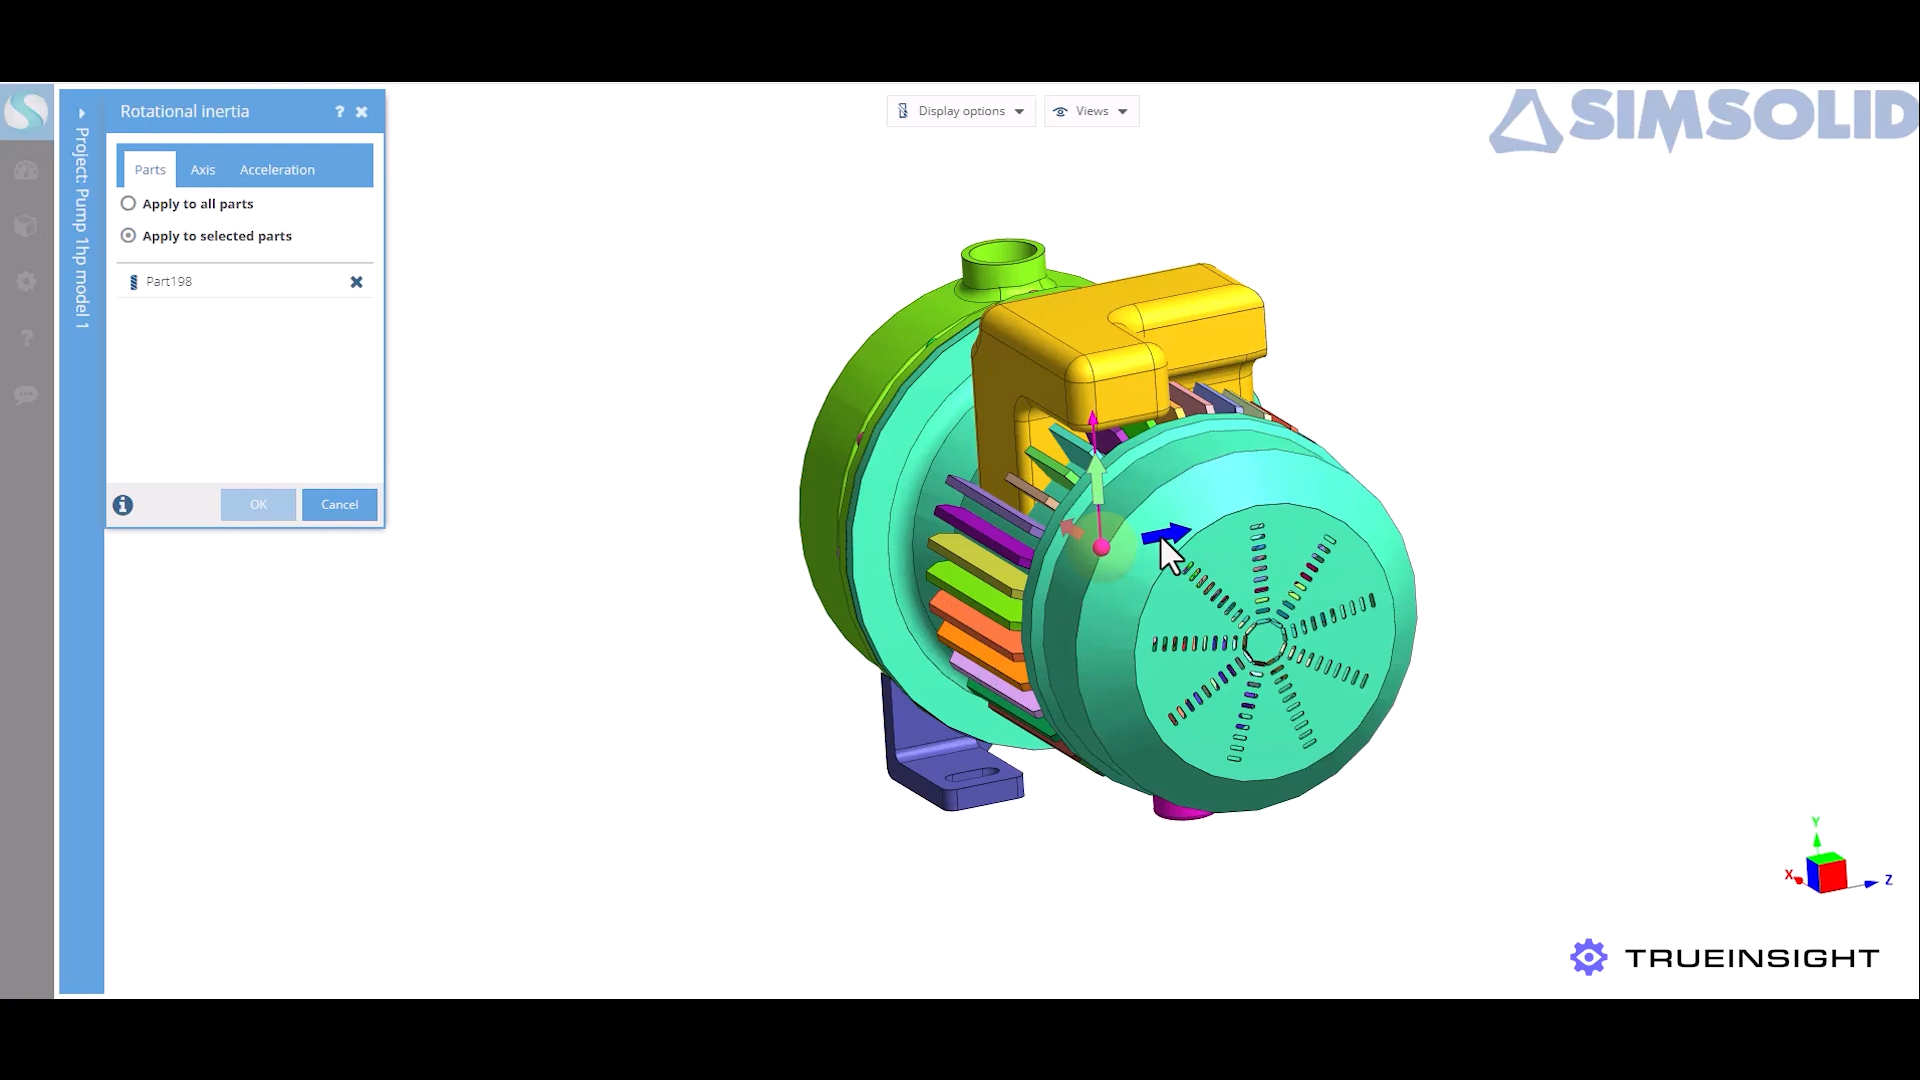 Project: Pump 1hp model 1
Rotational inertia
?
Parts Axis Acceleration
Apply to all parts
Apply to selected parts
Part198
OK Cancel
Display options Views
SIMSOLID
Y
X
Z
TRUEINSIGHT